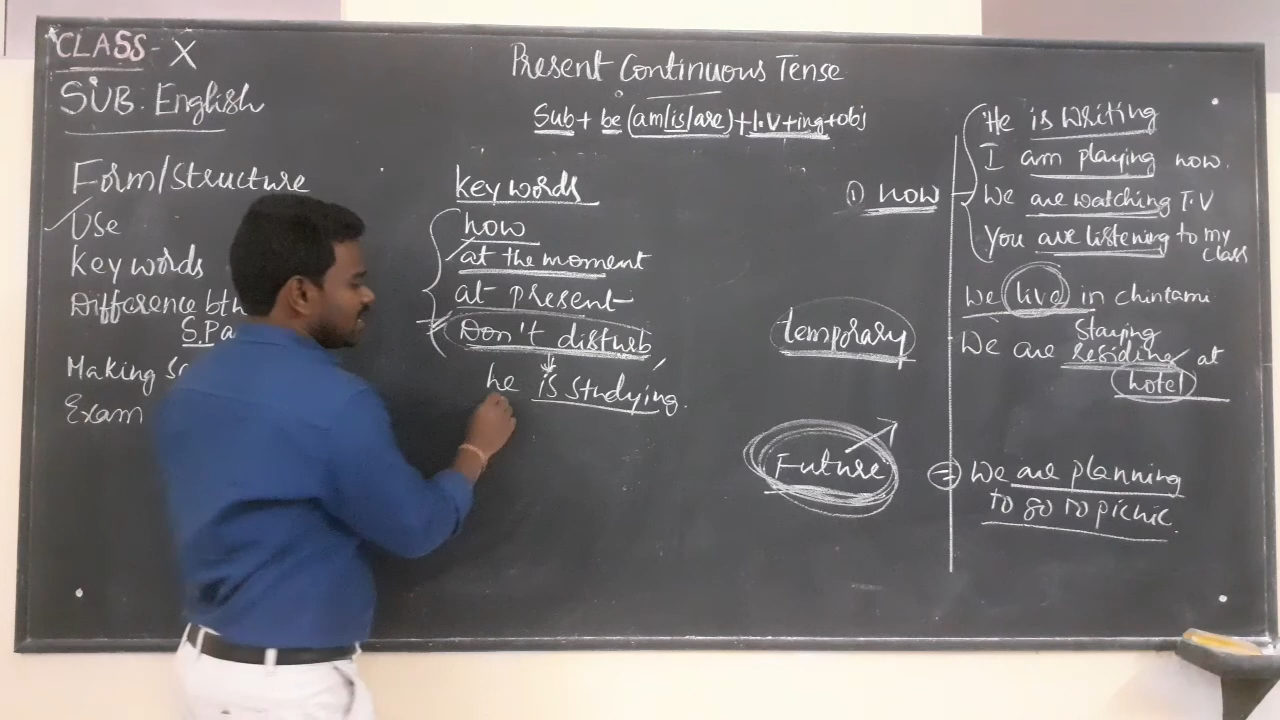 CLASS - X
SUB: English
Present Continuous Tense
Sub + be (am/is/are) + I.V + ing + obj
Form/Structure
Use
Key words
Difference btn
S.Pa
Making
Exam
Key words
now
at the moment
at present
Don't disturb
he is studying.
① now
temporary
Future
He is writing
I am playing now.
We are watching T.V
You are listening to my
class
We live in chintami
staying
We are residing at
hotel
We are planning
to go to picnic.